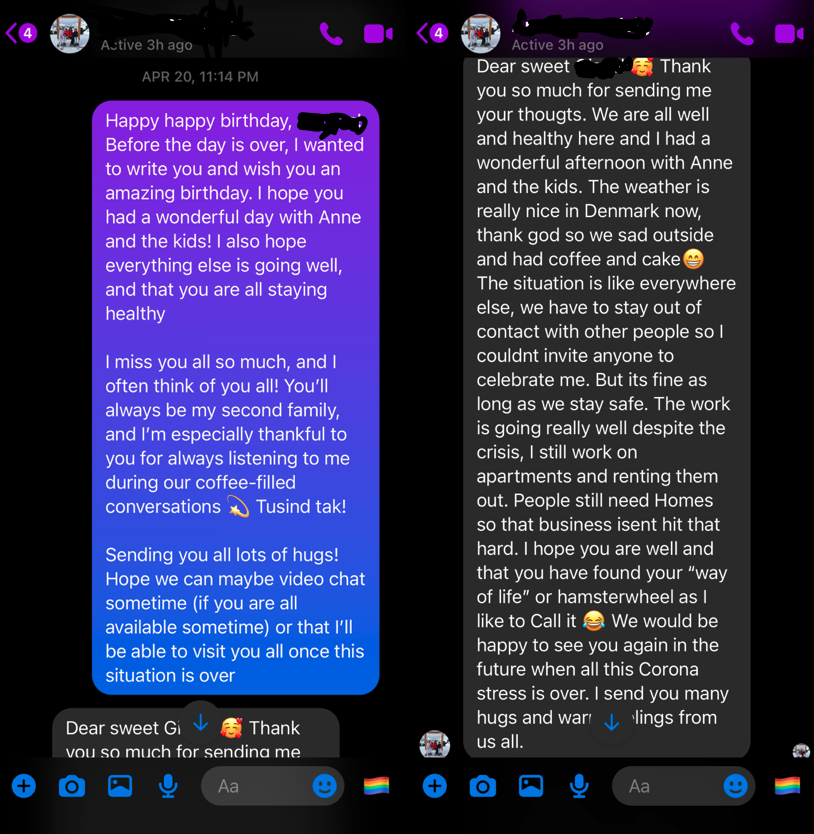 4
Active 3h ago
APR 20, 11:14 PM
Happy happy birthday,
Before the day is over, I wanted
to write you and wish you an
amazing birthday. I hope you
had a wonderful day with Anne
and the kids! I also hope
everything else is going well,
and that you are all staying
healthy
I miss you all so much, and I
often think of you all! You'll
always be my second family,
and I'm especially thankful to
you for always listening to me
during our coffee-filled
conversations 💫 Tusind tak!
Sending you all lots of hugs!
Hope we can maybe video chat
sometime (if you are all
available sometime) or that I'll
be able to visit you all once this
situation is over
Dear sweet 🥰 Thank
you so much for sending me
Aa
4
Active 3h ago
Dear sweet 🥰 Thank
you so much for sending me
your thougts. We are all well
and healthy here and I had a
wonderful afternoon with Anne
and the kids. The weather is
really nice in Denmark now,
thank god so we sad outside
and had coffee and cake😁
The situation is like everywhere
else, we have to stay out of
contact with other people so I
couldnt invite anyone to
celebrate me. But its fine as
long as we stay safe. The work
is going really well despite the
crisis, I still work on
apartments and renting them
out. People still need Homes
so that business isent hit that
hard. I hope you are well and
that you have found your "way
of life" or hamsterwheel as I
like to Call it 😂 We would be
happy to see you again in the
future when all this Corona
stress is over. I send you many
hugs and from
us all.
Aa